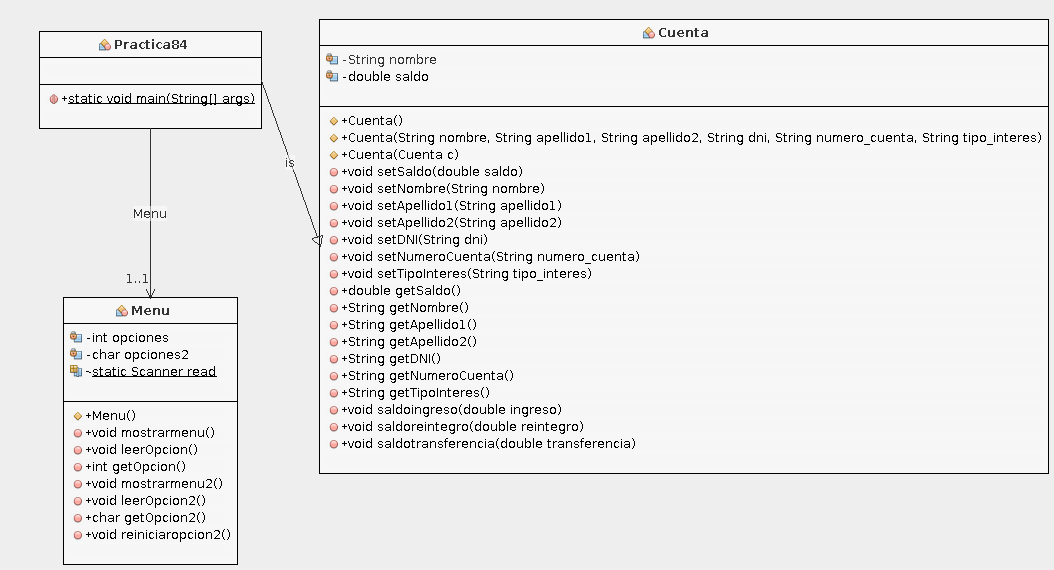 Practica84
+static void main(String[] args)
Cuenta
-String nombre
-double saldo
+Cuenta()
+Cuenta(String nombre, String apellido1, String apellido2, String dni, String numero_cuenta, String tipo_interes)
+Cuenta(Cuenta c)
+void setSaldo(double saldo)
+void setNombre(String nombre)
+void setApellido1(String apellido1)
+void setApellido2(String apellido2)
+void setDNI(String dni)
+void setNumeroCuenta(String numero_cuenta)
+void setTipoInteres(String tipo_interes)
+double getSaldo()
+String getNombre()
+String getApellido1()
+String getApellido2()
+String getDNI()
+String getNumeroCuenta()
+String getTipoInteres()
+void saldoingreso(double ingreso)
+void saldoreintegro(double reintegro)
+void saldotransferencia(double transferencia)
is
Menu
1..1
Menu
-int opciones
-char opciones2
~static Scanner read
+Menu()
+void mostrarmenu()
+void leerOpcion()
+int getOpcion()
+void mostrarmenu2()
+void leerOpcion2()
+char getOpcion2()
+void reiniciaropcion2()